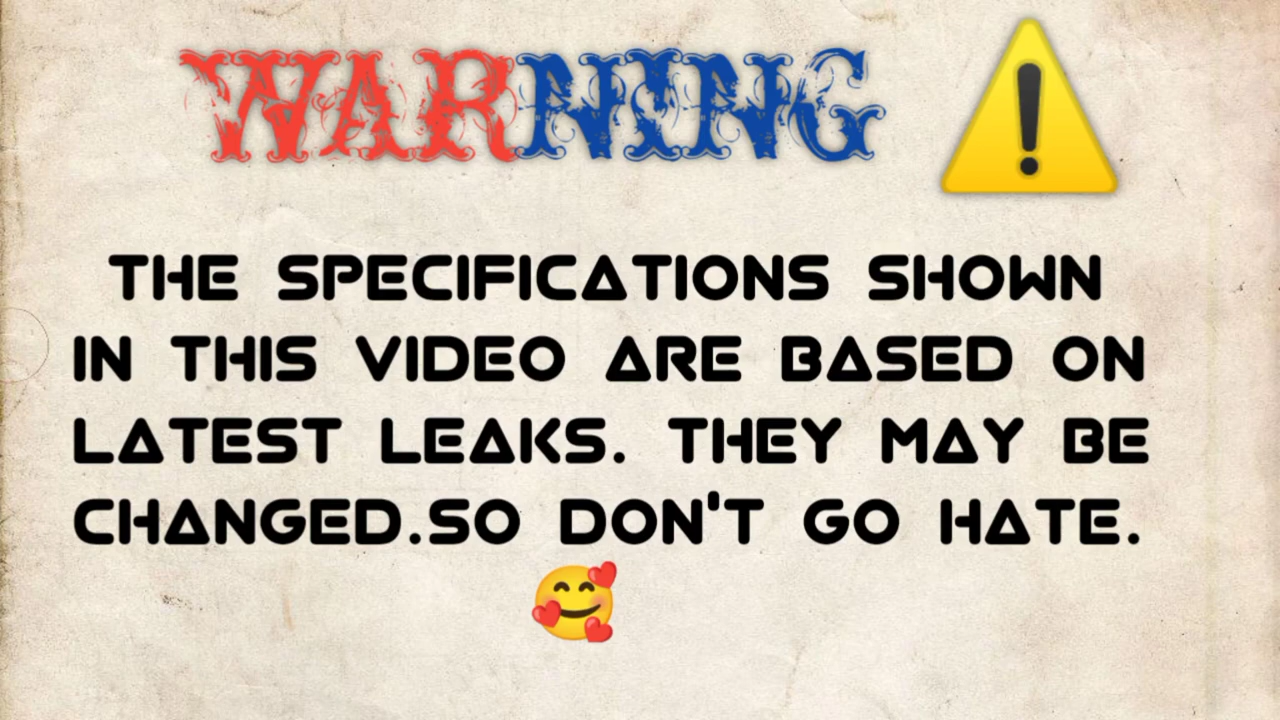 WARNING ⚠️
THE SPECIFICATIONS SHOWN
IN THIS VIDEO ARE BASED ON
LATEST LEAKS. THEY MAY BE
CHANGED.SO DON'T GO HATE.
🥰